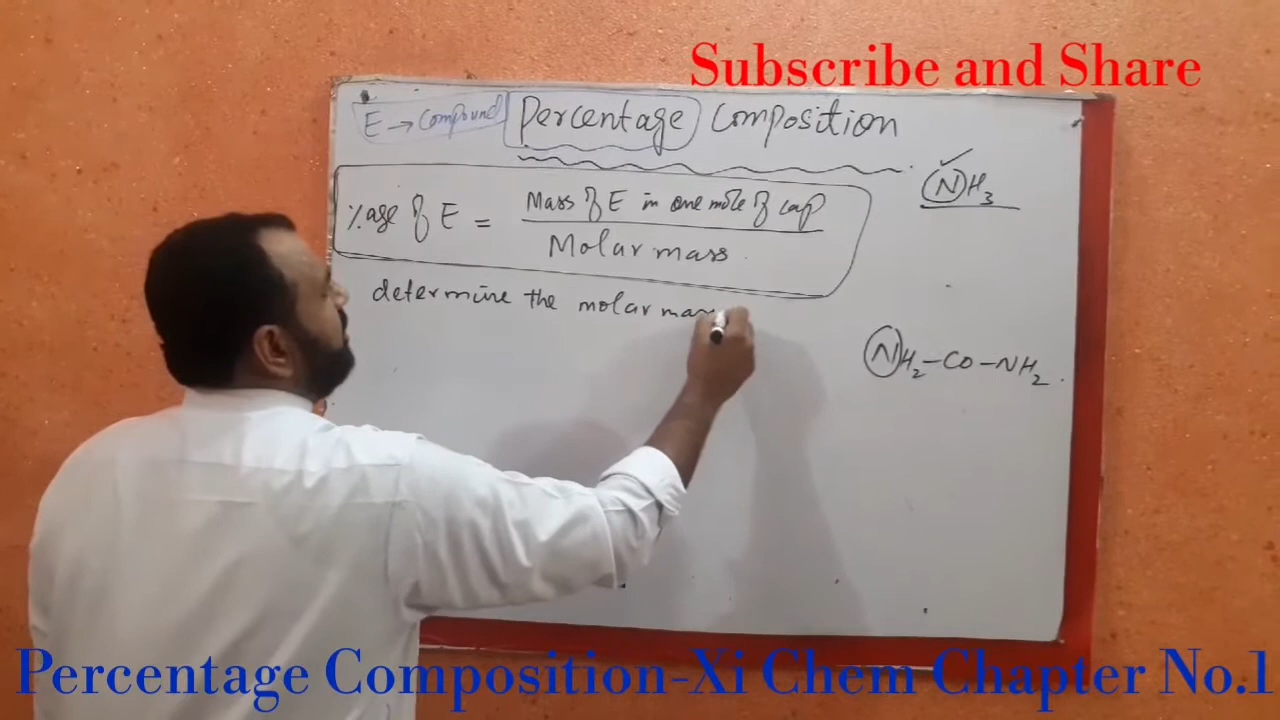 Subscribe and Share
E → Compound Percentage Composition
NH₃
%age of E = Mass of E in one mole of cmp
Molar mass
determine the molar mas
NH₂-CO-NH₂
Percentage Composition-Xi Chem Chapter No.1